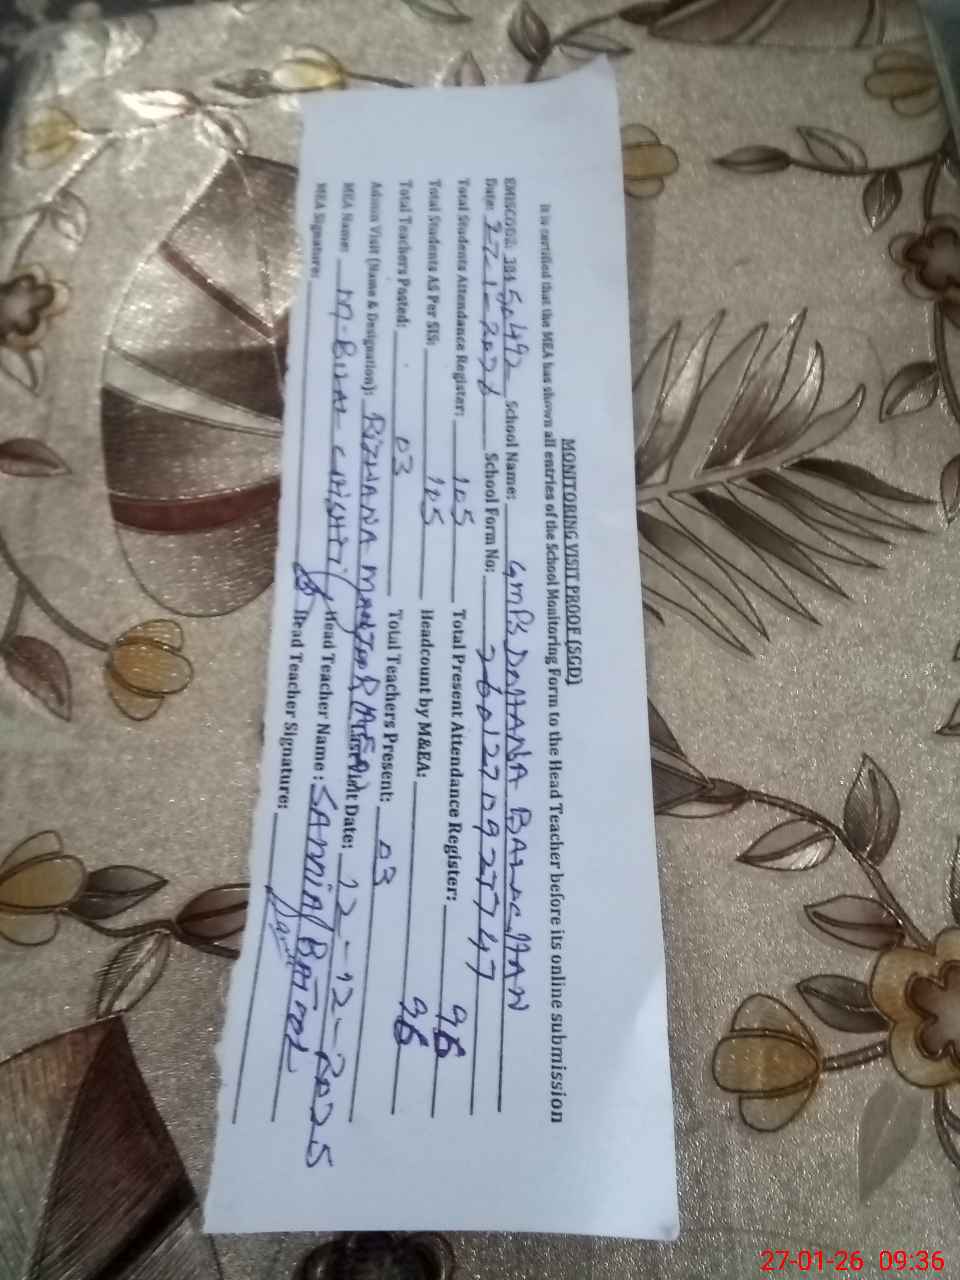 MONITORING VISIT PROOF (SGD)
It is certified that the MEA has shown all entries of the School Monitoring Form to the Head Teacher before its online submission
EMISCODE: 38450492 School Name: GMPS DAHANA BALOCHAN
Date: 27-1-2026 School Form No: 260127092747
Total Students Attendance Register: 105 Total Present Attendance Register: 96
Total Students AS Per SIS: 105 Headcount by M&EA: 96
Total Teachers Posted: 03 Total Teachers Present: 03
Admin Visit (Name & Designation): RIZWANA MANZOOR AEO Last Visit Date: 22-12-2025
MEA Name: M-BILAL CHISHTI Head Teacher Name : SAMINA BATOOL
MEA Signature: Head Teacher Signature:
27-01-26 09:36